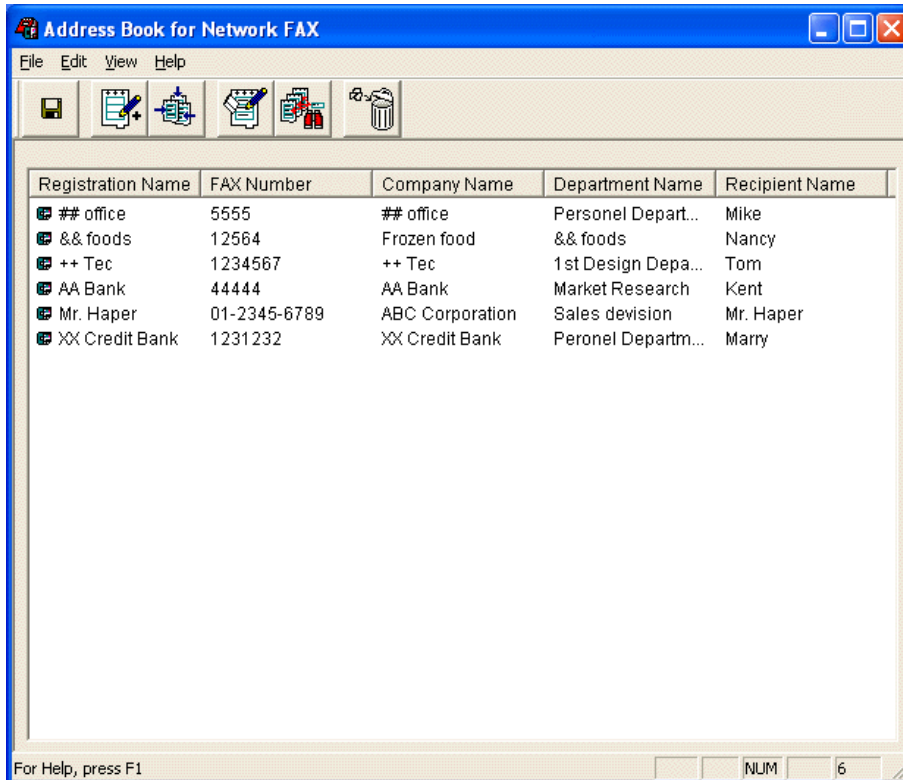 Address Book for Network FAX
File Edit View Help
Registration Name FAX Number Company Name Department Name Recipient Name
## office 5555 ## office Personel Depart... Mike
&& foods 12564 Frozen food && foods Nancy
++ Tec 1234567 ++ Tec 1st Design Depa... Tom
AA Bank 44444 AA Bank Market Research Kent
Mr. Haper 01-2345-6789 ABC Corporation Sales devision Mr. Haper
XX Credit Bank 1231232 XX Credit Bank Peronel Departm... Marry
For Help, press F1 NUM 6